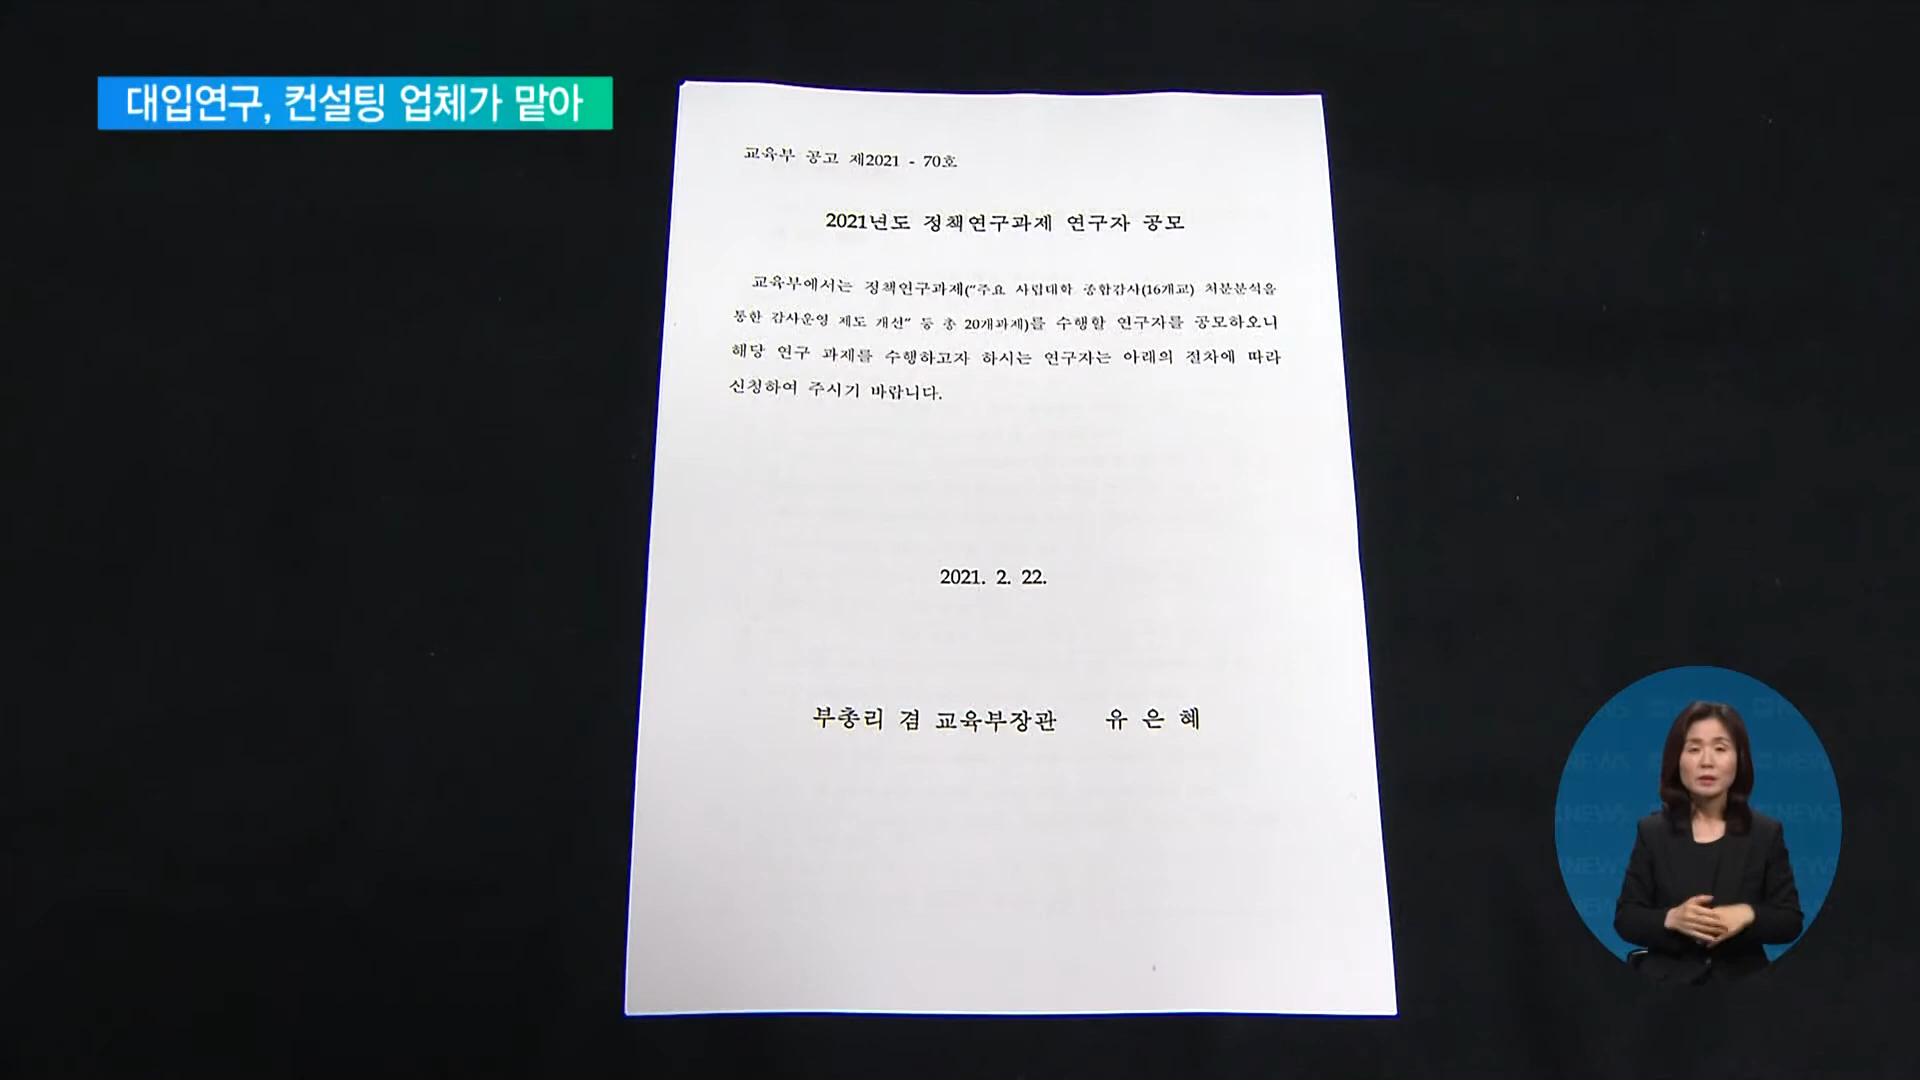 대입연구, 컨설팅 업체가 맡아
교육부 공고 제2021 - 70호
2021년도 정책연구과제 연구자 공모
교육부에서는 정책연구과제("주요 사립대학 종합감사(16개교) 처분분석을
통한 감사운영 제도 개선" 등 총 20개과제)를 수행할 연구자를 공모하오니
해당 연구 과제를 수행하고자 하시는 연구자는 아래의 절차에 따라
신청하여 주시기 바랍니다.
2021. 2. 22.
부총리 겸 교육부장관 유 은 혜
NEWS
NEWS
NEWS
NEWS
NEWS